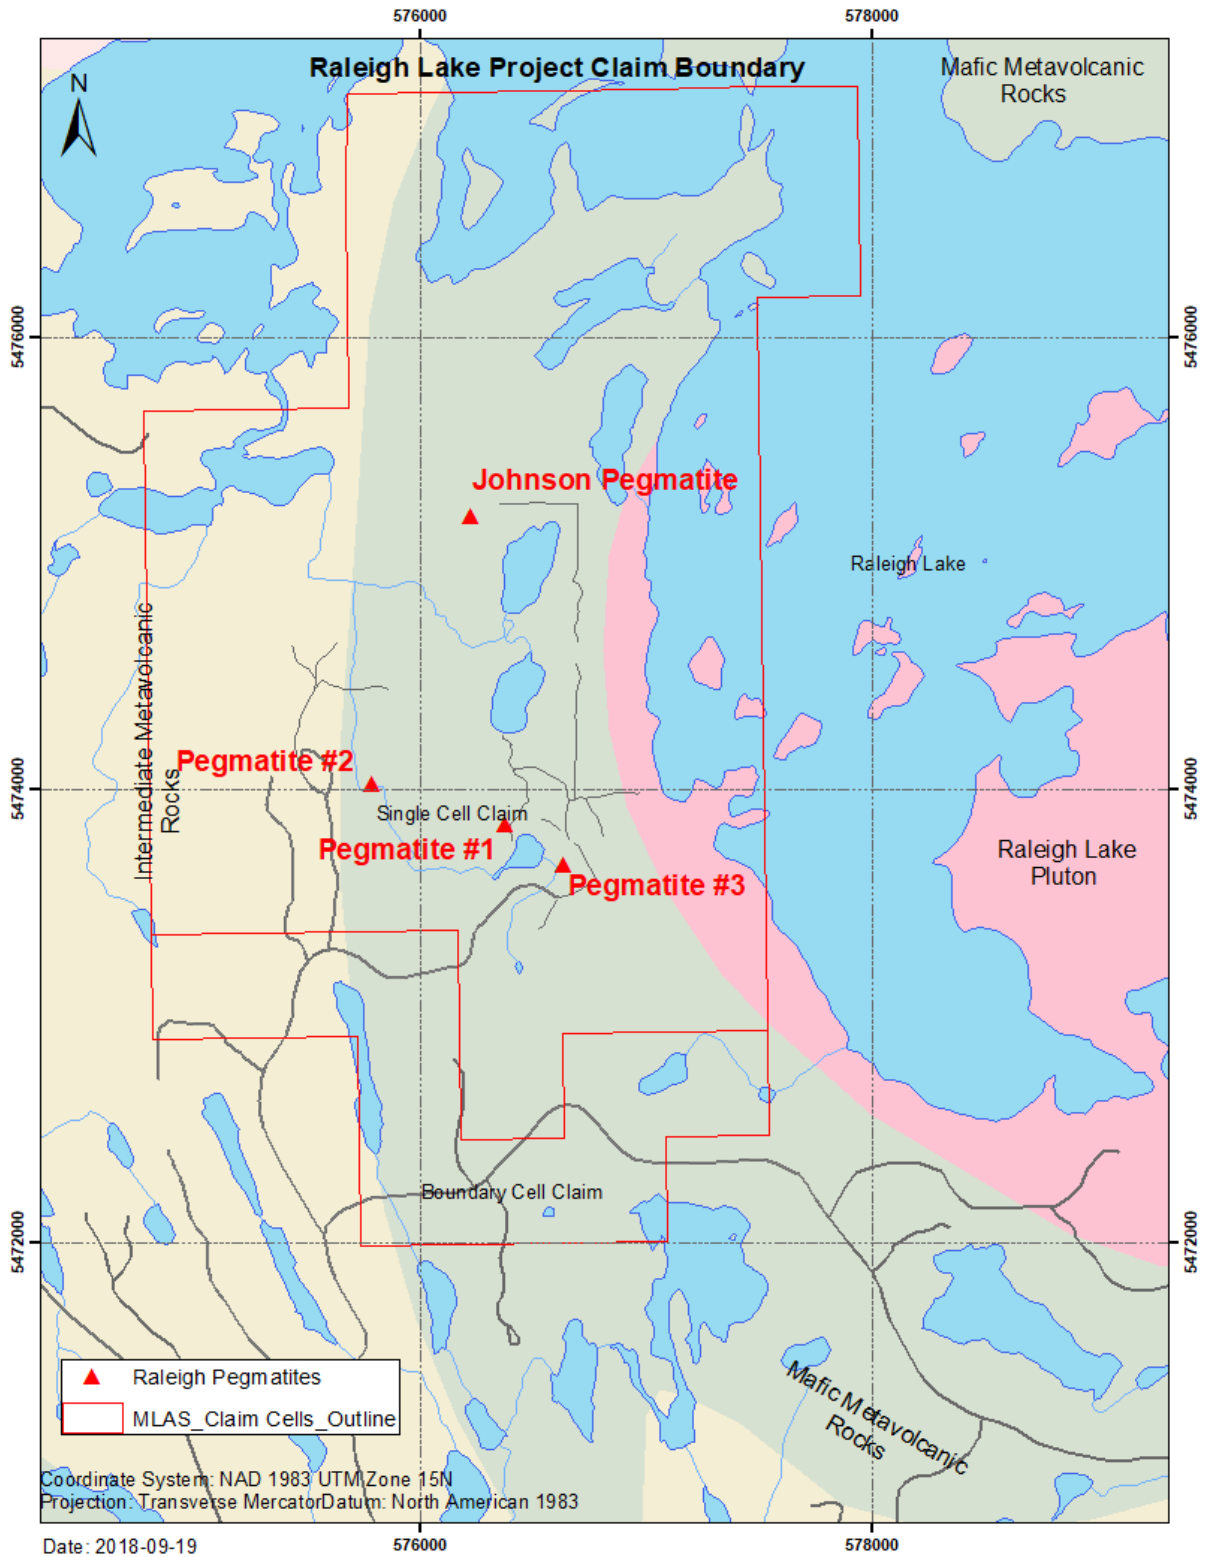 576000
578000
Raleigh Lake Project Claim Boundary
Mafic Metavolcanic
Rocks
N
5476000
5476000
Johnson Pegmatite
Raleigh Lake
Intermediate Metavolcanic
Rocks
Pegmatite #2
5474000
5474000
Single Cell Claim
Pegmatite #1
Raleigh Lake
Pluton
Pegmatite #3
Boundary Cell Claim
5472000
5472000
Mafic Metavolcanic
Rocks
Raleigh Pegmatites
MLAS_Claim Cells_Outline
Coordinate System: NAD 1983 UTM Zone 15N
Projection: Transverse MercatorDatum: North American 1983
Date: 2018-09-19
576000
578000